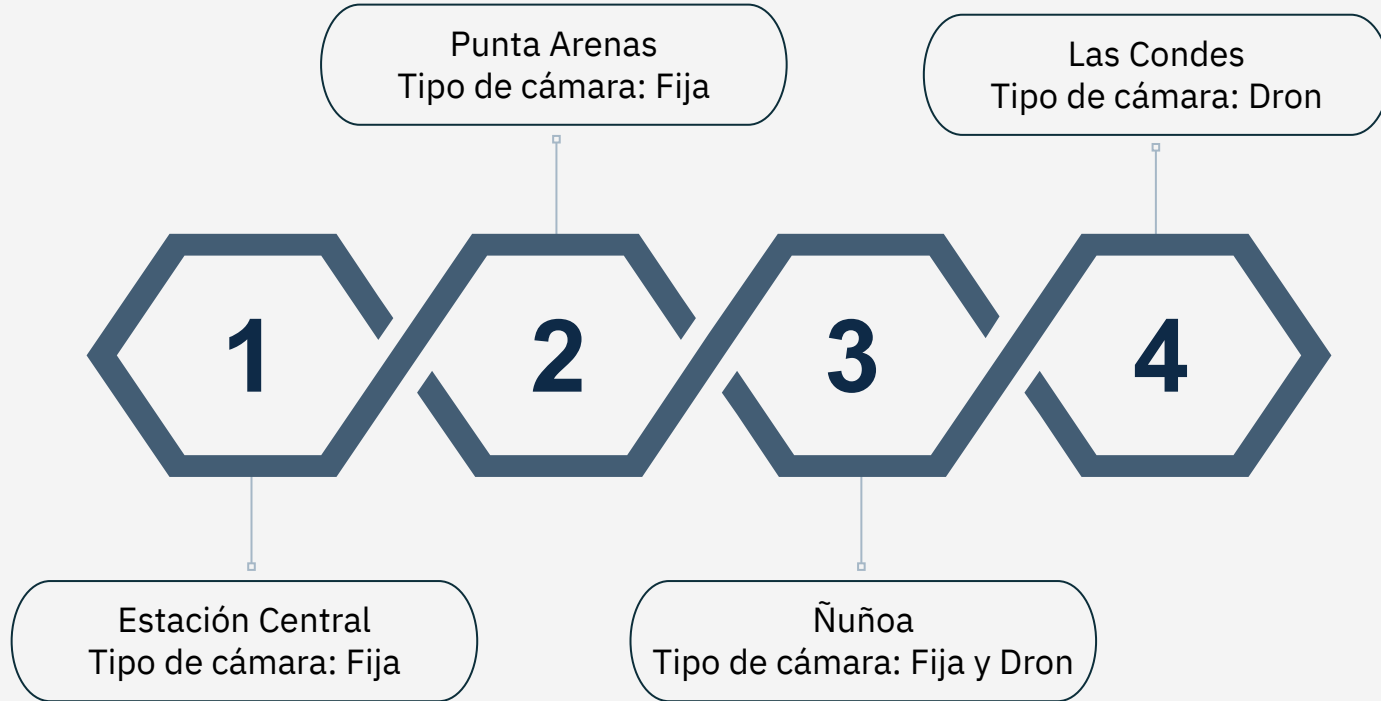 Punta Arenas
Tipo de cámara: Fija
Las Condes
Tipo de cámara: Dron
1
2
3
4
Estación Central
Tipo de cámara: Fija
Ñuñoa
Tipo de cámara: Fija y Dron